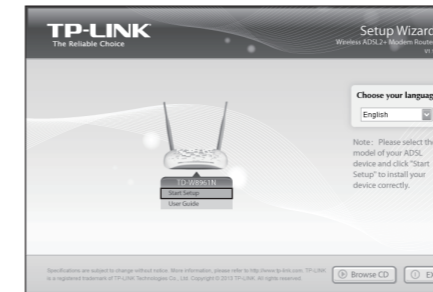 TP-LINK
The Reliable Choice
Setup Wizard
Wireless ADSL2+ Modem Route
Choose your languag
English
Note: Please select the
model of your ADSL
device and click "Start
Setup" to install your
device correctly.
TD-W8961N
Start Setup
User Guide
Specifications are subject to change without notice. More information, please refer to http://www.tp-link.com. TP-LINK
is a registered trademark of TP-LINK Technologies Co., Ltd. Copyright © 2013 TP-LINK. All rights reserved.
Browse CD
EX